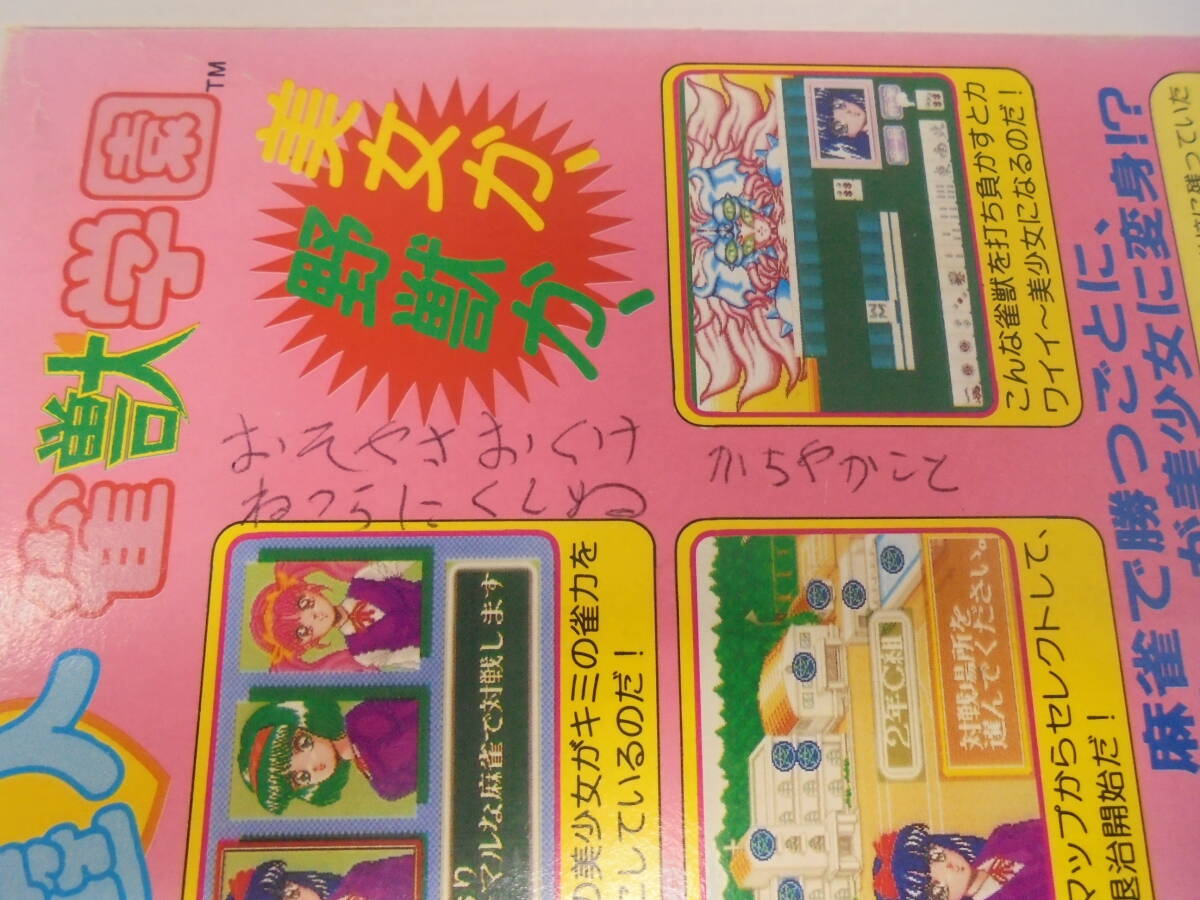 雀獣学園™
美女か、
野獣か、
こんな雀獣を打ち負かすとカ
ワイイ～美少女になるのだ！
おそやさおくけ
ねつらにくしぬ
かちやかこと
麻雀で勝つごとに、
が美少女に変身!?
マルな麻雀で対戦します
の美少女がキミの雀力を
にしているのだ！
2年C組
対戦場所を
選んでください。
マップからセレクトして、
退治開始だ！